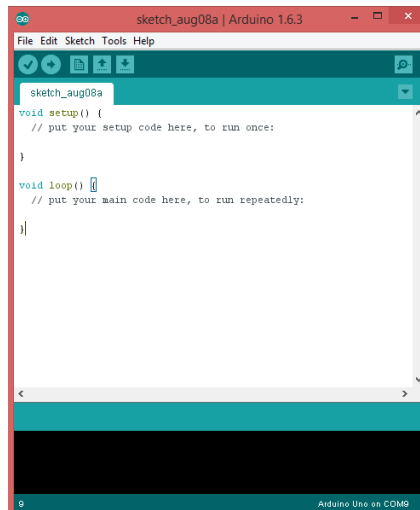 sketch_aug08a | Arduino 1.6.3
File Edit Sketch Tools Help
sketch_aug08a
void setup() {
// put your setup code here, to run once:
}
void loop() {
// put your main code here, to run repeatedly:
}
9 Arduino Uno on COM9